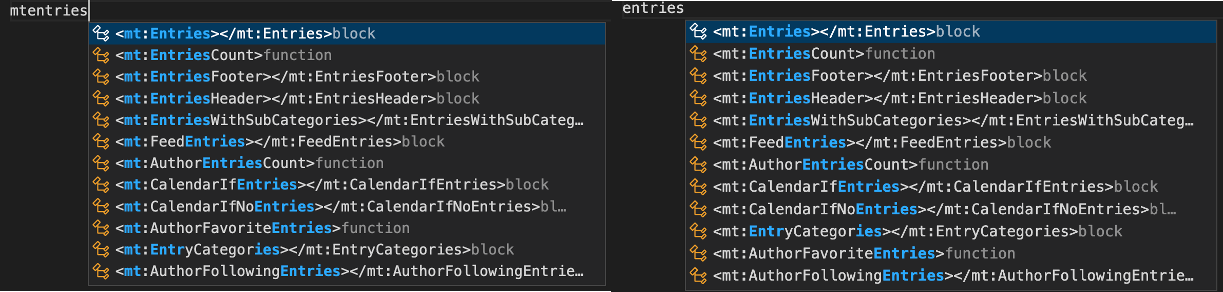 mtentries
<mt:Entries></mt:Entries>block
<mt:EntriesCount>function
<mt:EntriesFooter></mt:EntriesFooter>block
<mt:EntriesHeader></mt:EntriesHeader>block
<mt:EntriesWithSubCategories></mt:EntriesWithSubCateg…
<mt:FeedEntries></mt:FeedEntries>block
<mt:AuthorEntriesCount>function
<mt:CalendarIfEntries></mt:CalendarIfEntries>block
<mt:CalendarIfNoEntries></mt:CalendarIfNoEntries>bl…
<mt:AuthorFavoriteEntries>function
<mt:EntryCategories></mt:EntryCategories>block
<mt:AuthorFollowingEntries></mt:AuthorFollowingEntrie…
entries
<mt:Entries></mt:Entries>block
<mt:EntriesCount>function
<mt:EntriesFooter></mt:EntriesFooter>block
<mt:EntriesHeader></mt:EntriesHeader>block
<mt:EntriesWithSubCategories></mt:EntriesWithSubCateg…
<mt:FeedEntries></mt:FeedEntries>block
<mt:AuthorEntriesCount>function
<mt:CalendarIfEntries></mt:CalendarIfEntries>block
<mt:CalendarIfNoEntries></mt:CalendarIfNoEntries>bl…
<mt:EntryCategories></mt:EntryCategories>block
<mt:AuthorFavoriteEntries>function
<mt:AuthorFollowingEntries></mt:AuthorFollowingEntrie…